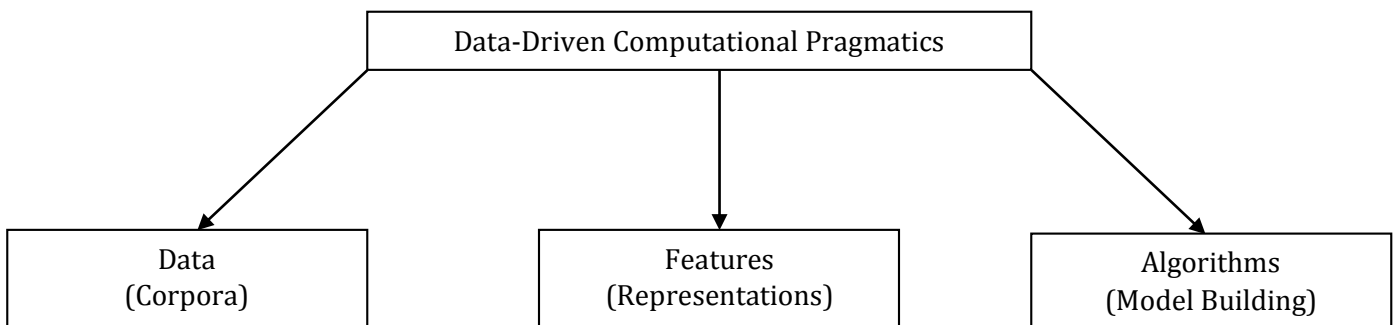 Data-Driven Computational Pragmatics
Data
(Corpora)
Features
(Representations)
Algorithms
(Model Building)